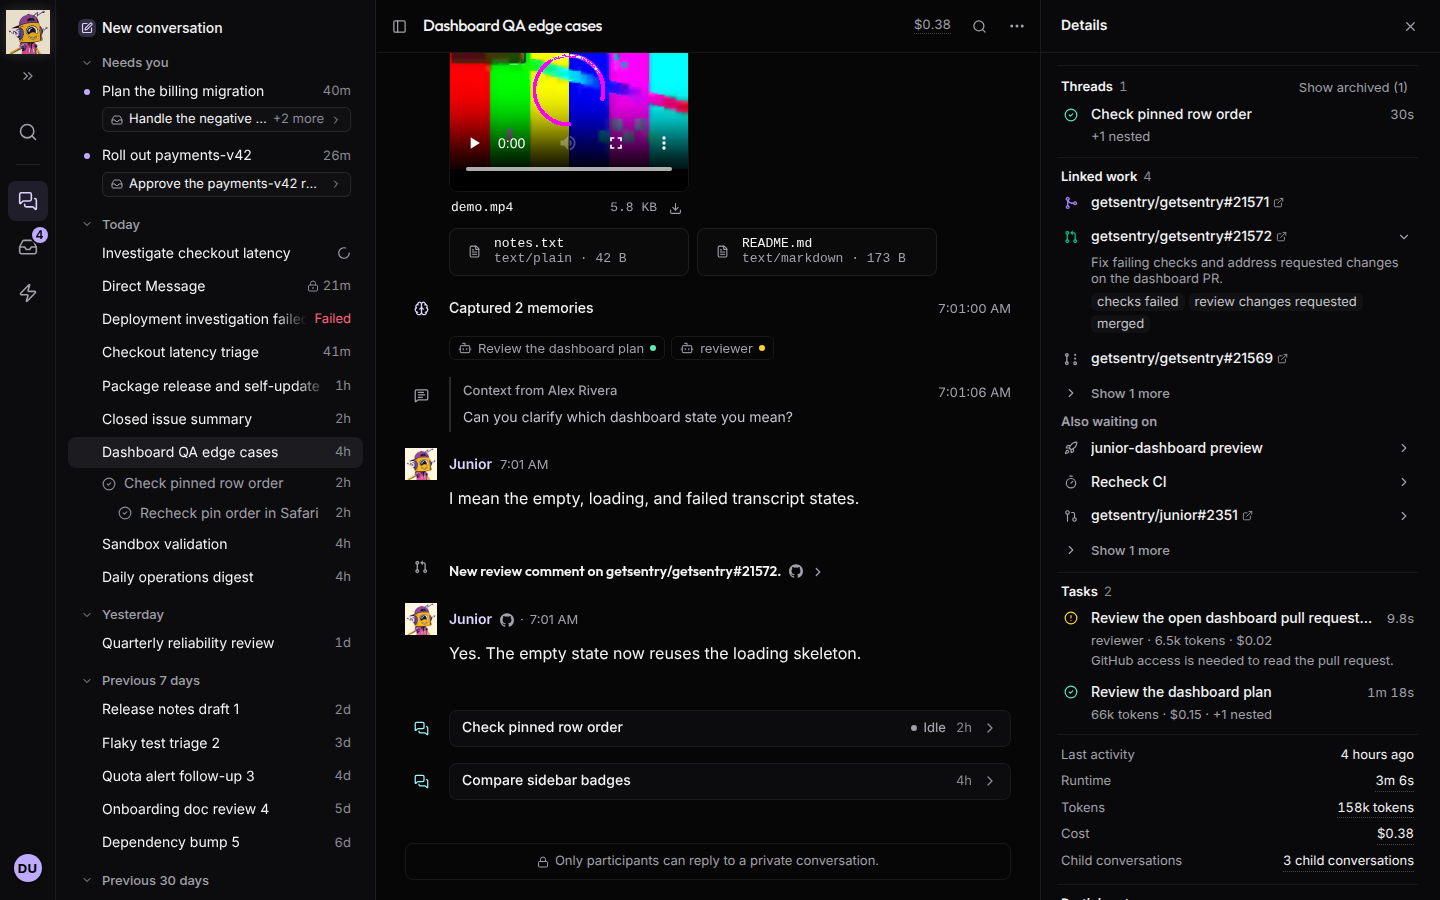 New conversation
Needs you
Plan the billing migration 40m
Handle the negative ... +2 more
Roll out payments-v42 26m
Approve the payments-v42 r...
Today
Investigate checkout latency
Direct Message 21m
Deployment investigation failed Failed
Checkout latency triage 41m
Package release and self-update 1h
Closed issue summary 2h
Dashboard QA edge cases 4h
Check pinned row order 2h
Recheck pin order in Safari 2h
Sandbox validation 4h
Daily operations digest 4h
Yesterday
Quarterly reliability review 1d
Previous 7 days
Release notes draft 1 2d
Flaky test triage 2 3d
Quota alert follow-up 3 4d
Onboarding doc review 4 5d
Dependency bump 5 6d
Previous 30 days
4
DU
Dashboard QA edge cases $0.38
0:00
demo.mp4 5.8 KB
notes.txt
text/plain · 42 B
README.md
text/markdown · 173 B
Captured 2 memories 7:01:00 AM
Review the dashboard plan
reviewer
Context from Alex Rivera 7:01:06 AM
Can you clarify which dashboard state you mean?
Junior 7:01 AM
I mean the empty, loading, and failed transcript states.
New review comment on getsentry/getsentry#21572.
Junior · 7:01 AM
Yes. The empty state now reuses the loading skeleton.
Check pinned row order Idle 2h
Compare sidebar badges 4h
Only participants can reply to a private conversation.
Details
Threads 1 Show archived (1)
Check pinned row order 30s
+1 nested
Linked work 4
getsentry/getsentry#21571
getsentry/getsentry#21572
Fix failing checks and address requested changes
on the dashboard PR.
checks failed review changes requested
merged
getsentry/getsentry#21569
Show 1 more
Also waiting on
junior-dashboard preview
Recheck CI
getsentry/junior#2351
Show 1 more
Tasks 2
Review the open dashboard pull request... 9.8s
reviewer · 6.5k tokens · $0.02
GitHub access is needed to read the pull request.
Review the dashboard plan 1m 18s
66k tokens · $0.15 · +1 nested
Last activity 4 hours ago
Runtime 3m 6s
Tokens 158k tokens
Cost $0.38
Child conversations 3 child conversations